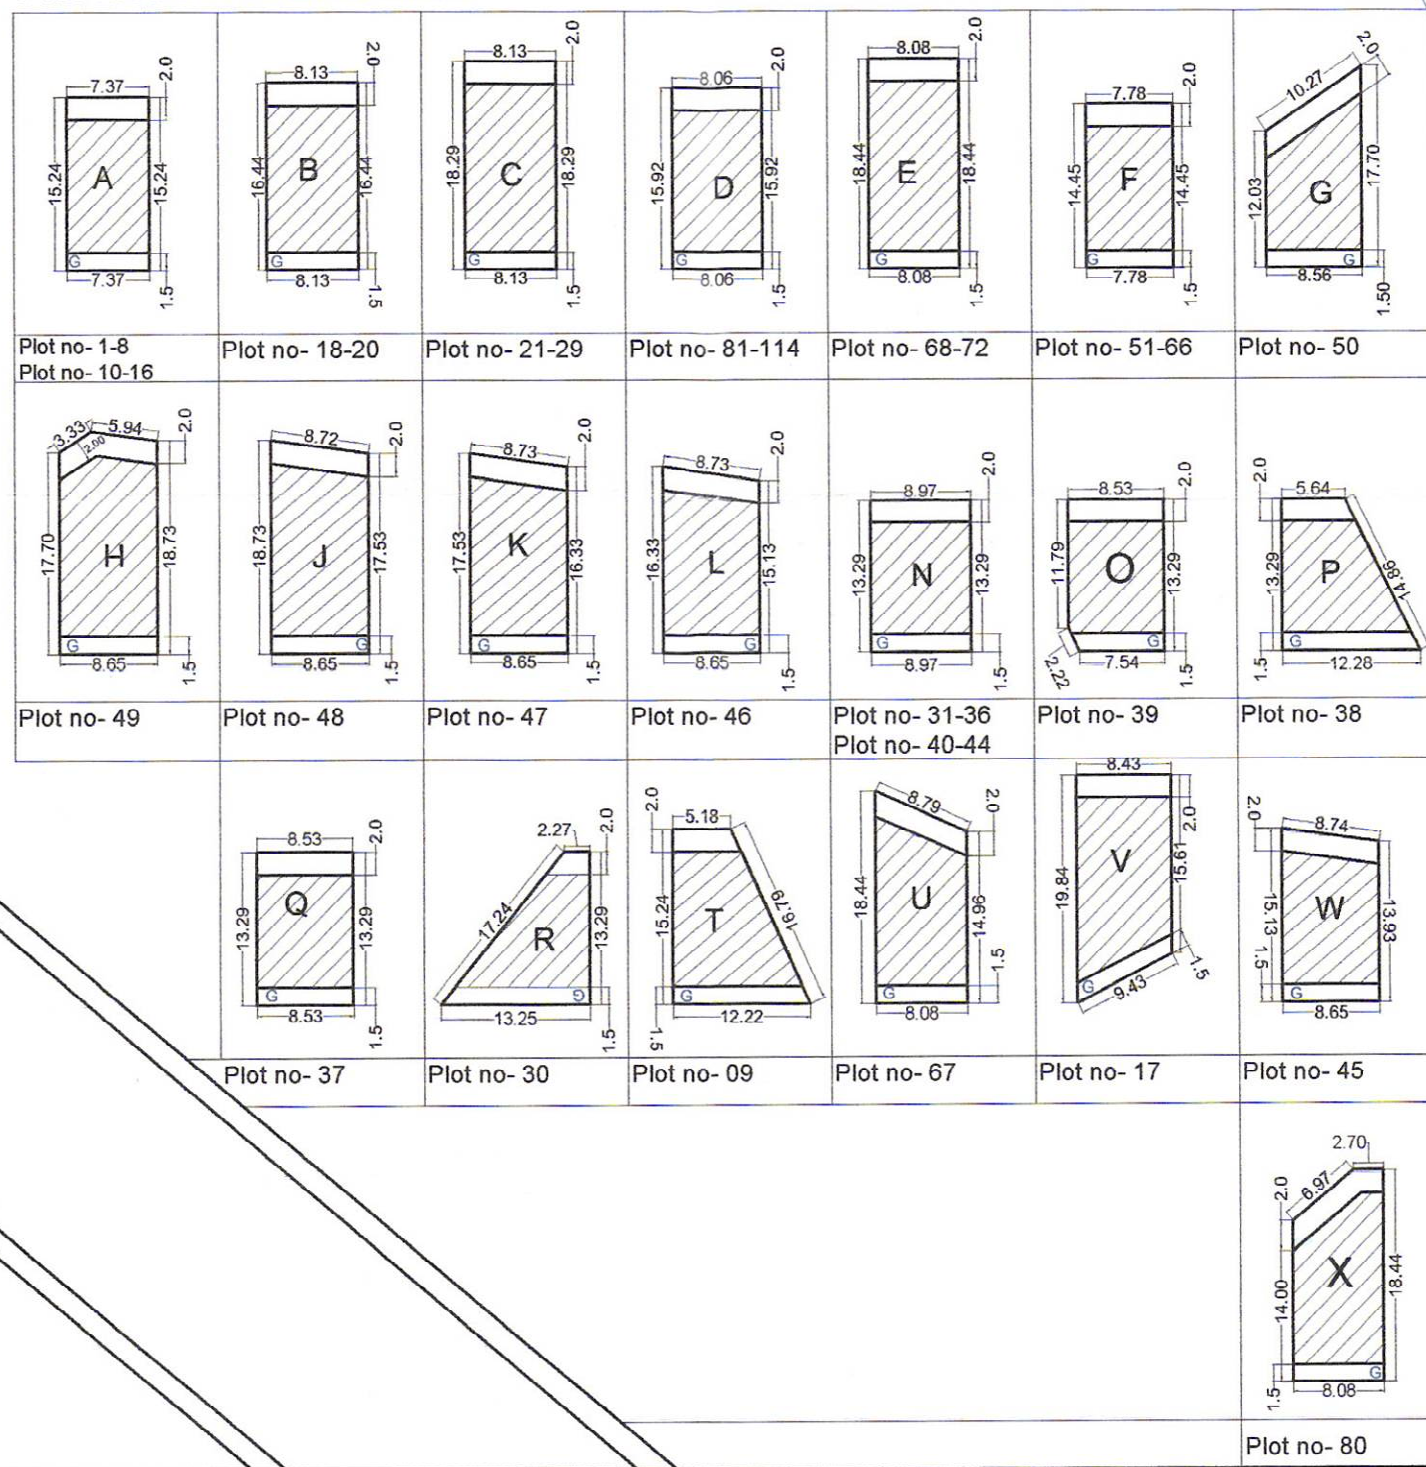 7.37
2.0
15.24
A
15.24
G
7.37
1.5
Plot no- 1-8
Plot no- 10-16
8.13
2.0
16.44
B
16.44
G
8.13
1.5
Plot no- 18-20
8.13
2.0
18.29
C
18.29
G
8.13
1.5
Plot no- 21-29
8.06
2.0
15.92
D
15.92
G
8.06
1.5
Plot no- 81-114
8.08
2.0
18.44
E
18.44
G
8.08
1.5
Plot no- 68-72
7.78
2.0
14.45
F
14.45
G
7.78
1.5
Plot no- 51-66
10.27
2.0
12.03
G
17.70
G
8.56
1.50
Plot no- 50
3.33
5.94
2.00
2.0
17.70
H
18.73
G
8.65
1.5
Plot no- 49
8.72
2.0
18.73
J
17.53
G
8.65
1.5
Plot no- 48
8.73
2.0
17.53
K
16.33
G
8.65
1.5
Plot no- 47
8.73
2.0
16.33
L
15.13
G
8.65
1.5
Plot no- 46
8.97
2.0
13.29
N
13.29
G
8.97
1.5
Plot no- 31-36
Plot no- 40-44
8.53
2.0
11.79
O
13.29
G
2.22
7.54
1.5
Plot no- 39
2.0
5.64
13.29
P
14.86
G
1.5
12.28
Plot no- 38
8.53
2.0
13.29
Q
13.29
G
8.53
1.5
Plot no- 37
2.27
2.0
17.24
R
13.29
G
13.25
1.5
Plot no- 30
2.0
5.18
15.24
T
16.79
G
1.5
12.22
Plot no- 09
8.79
2.0
18.44
U
14.96
G
1.5
8.08
Plot no- 67
8.43
2.0
19.84
V
15.61
G
9.43
1.5
Plot no- 17
2.0
8.74
15.13
W
13.93
1.5
G
8.65
Plot no- 45
2.70
6.97
2.0
14.00
X
18.44
G
1.5
8.08
Plot no- 80